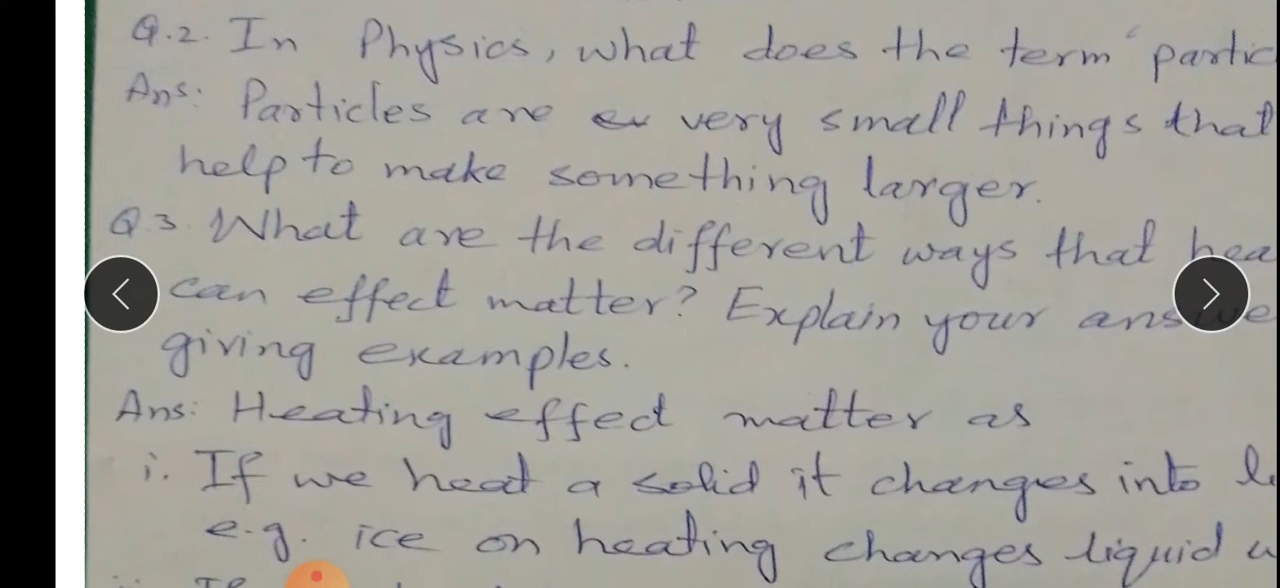 Q.2. In Physics, what does the term "partic
Ans: Particles are very small things that
help to make something larger.
Q3. What are the different ways that hea
can effect matter? Explain your answe
giving examples.
Ans: Heating effect matter as
i. If we heat a solid it changes into
e.g. ice on heating changes liquid